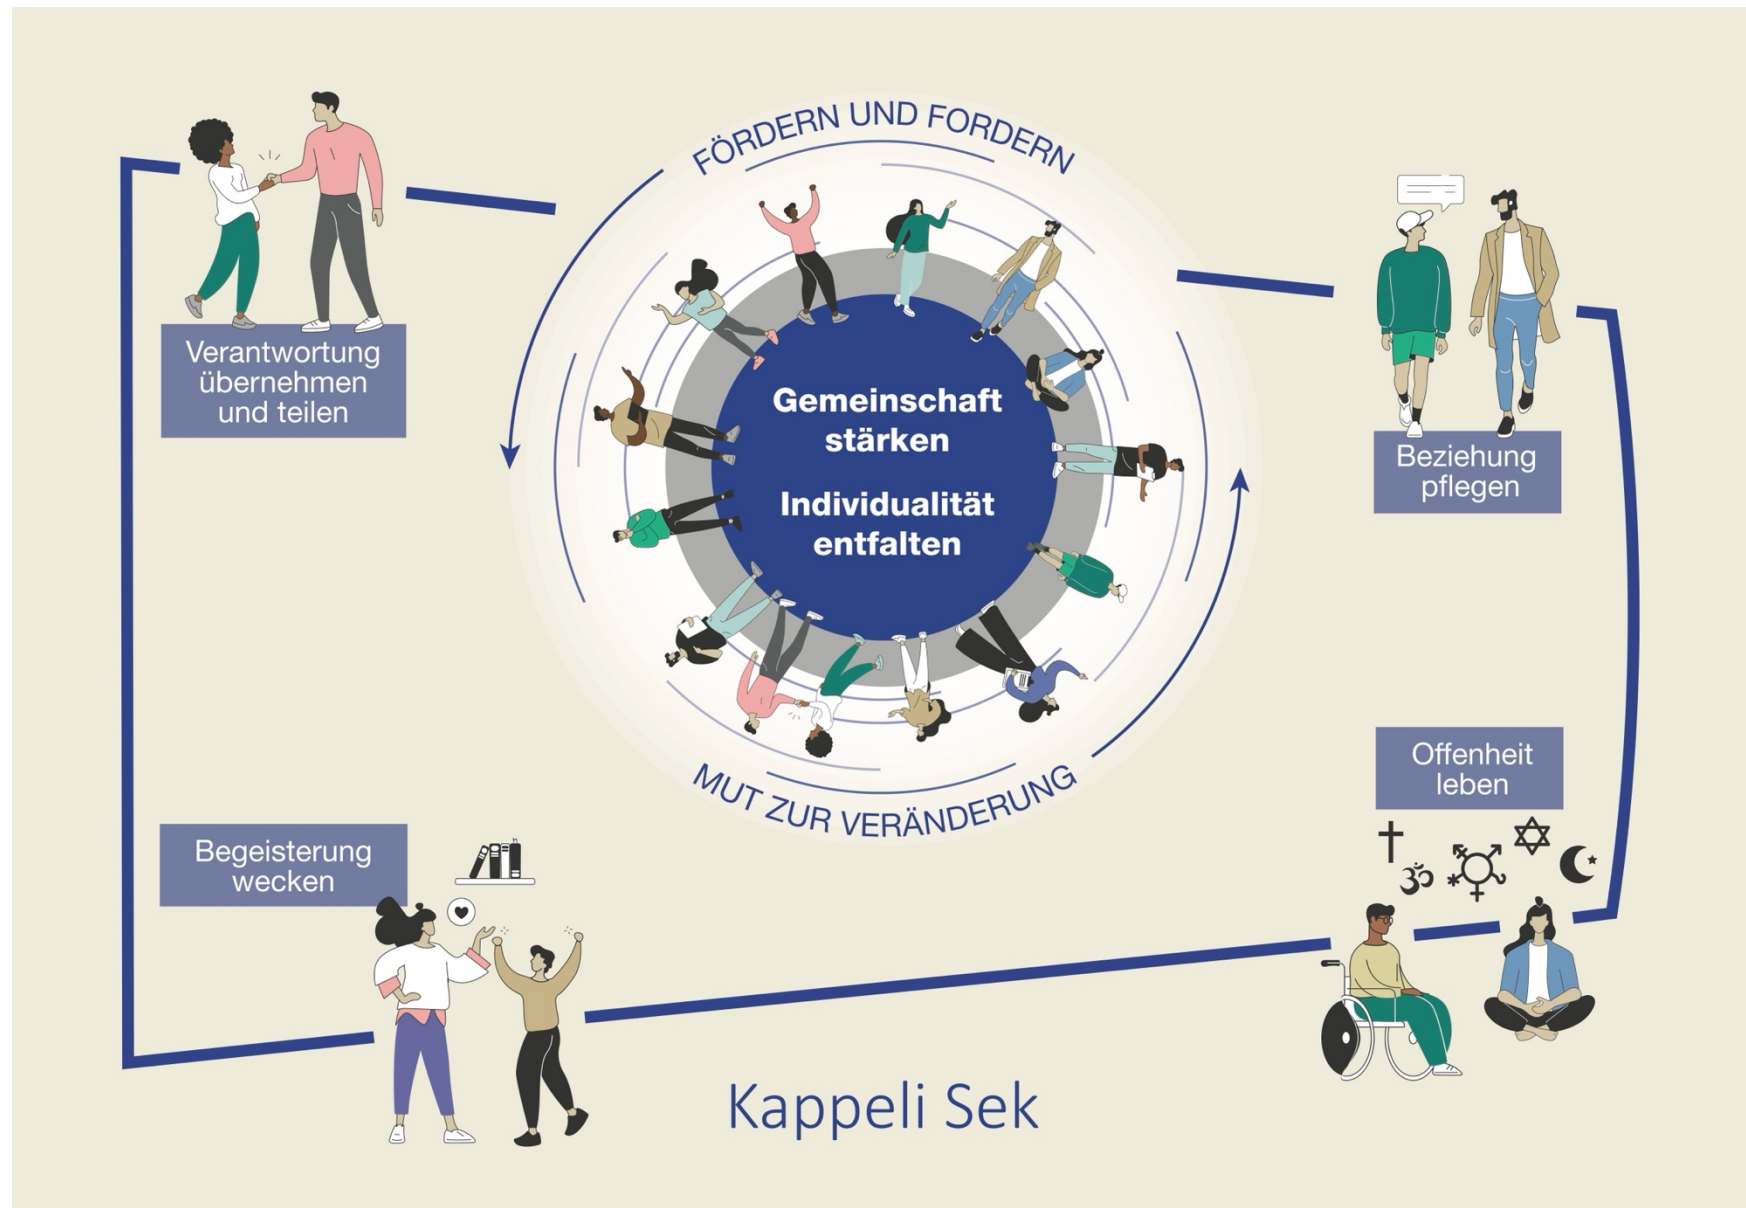 FÖRDERN UND FORDERN
Verantwortung
übernehmen
und teilen
Gemeinschaft
stärken
Individualität
entfalten
Beziehung
pflegen
MUT ZUR VERÄNDERUNG
Offenheit
leben
Begeisterung
wecken
Kappeli Sek